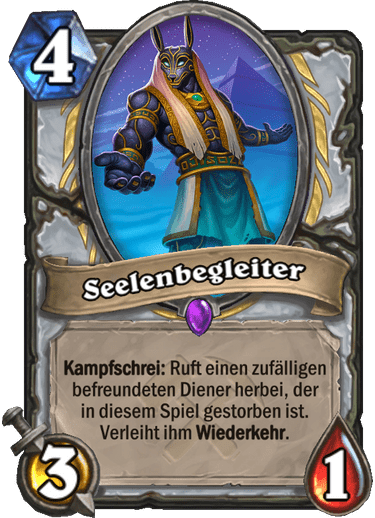 4
Seelenbegleiter
Kampfschrei: Ruft einen zufälligen
befreundeten Diener herbei, der
in diesem Spiel gestorben ist.
Verleiht ihm Wiederkehr.
3
1